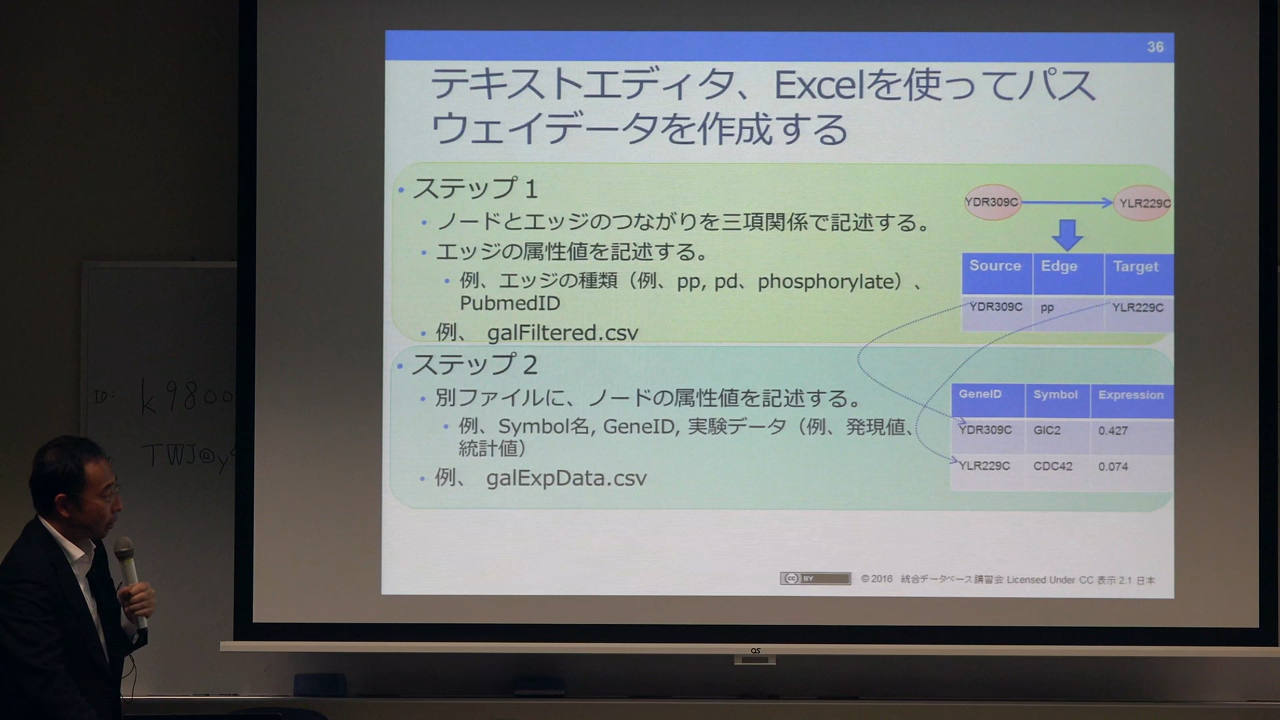 36
テキストエディタ、Excelを使ってパス
ウェイデータを作成する
• ステップ１
• ノードとエッジのつながりを三項関係で記述する。
• エッジの属性値を記述する。
• 例、エッジの種類（例、pp, pd、phosphorylate）、
PubmedID
• 例、 galFiltered.csv
YDR309C YLR229C
Source Edge Target
YDR309C pp YLR229C
• ステップ２
• 別ファイルに、ノードの属性値を記述する。
• 例、Symbol名, GeneID, 実験データ（例、発現値、
統計値）
• 例、 galExpData.csv
GeneID Symbol Expression
YDR309C GIC2 0.427
YLR229C CDC42 0.074
cc BY © 2016 統合データベース講習会 Licensed Under CC 表示 2.1 日本
ID: k9800
TWJ@y
QS